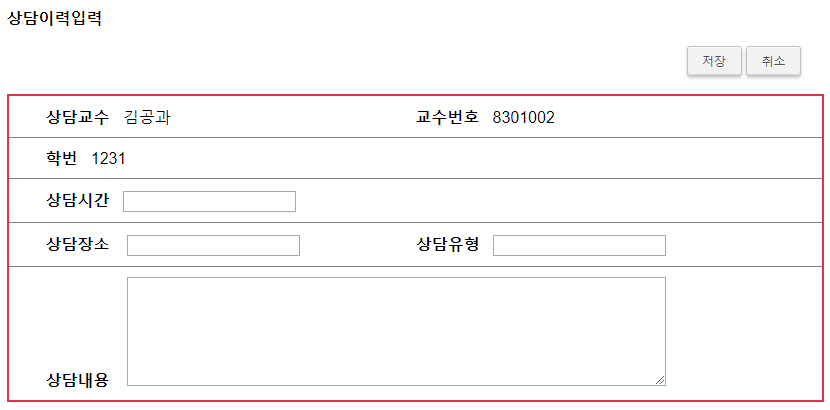 상담이력입력
저장 취소
상담교수 김공과 교수번호 8301002
학번 1231
상담시간
상담장소 상담유형
상담내용